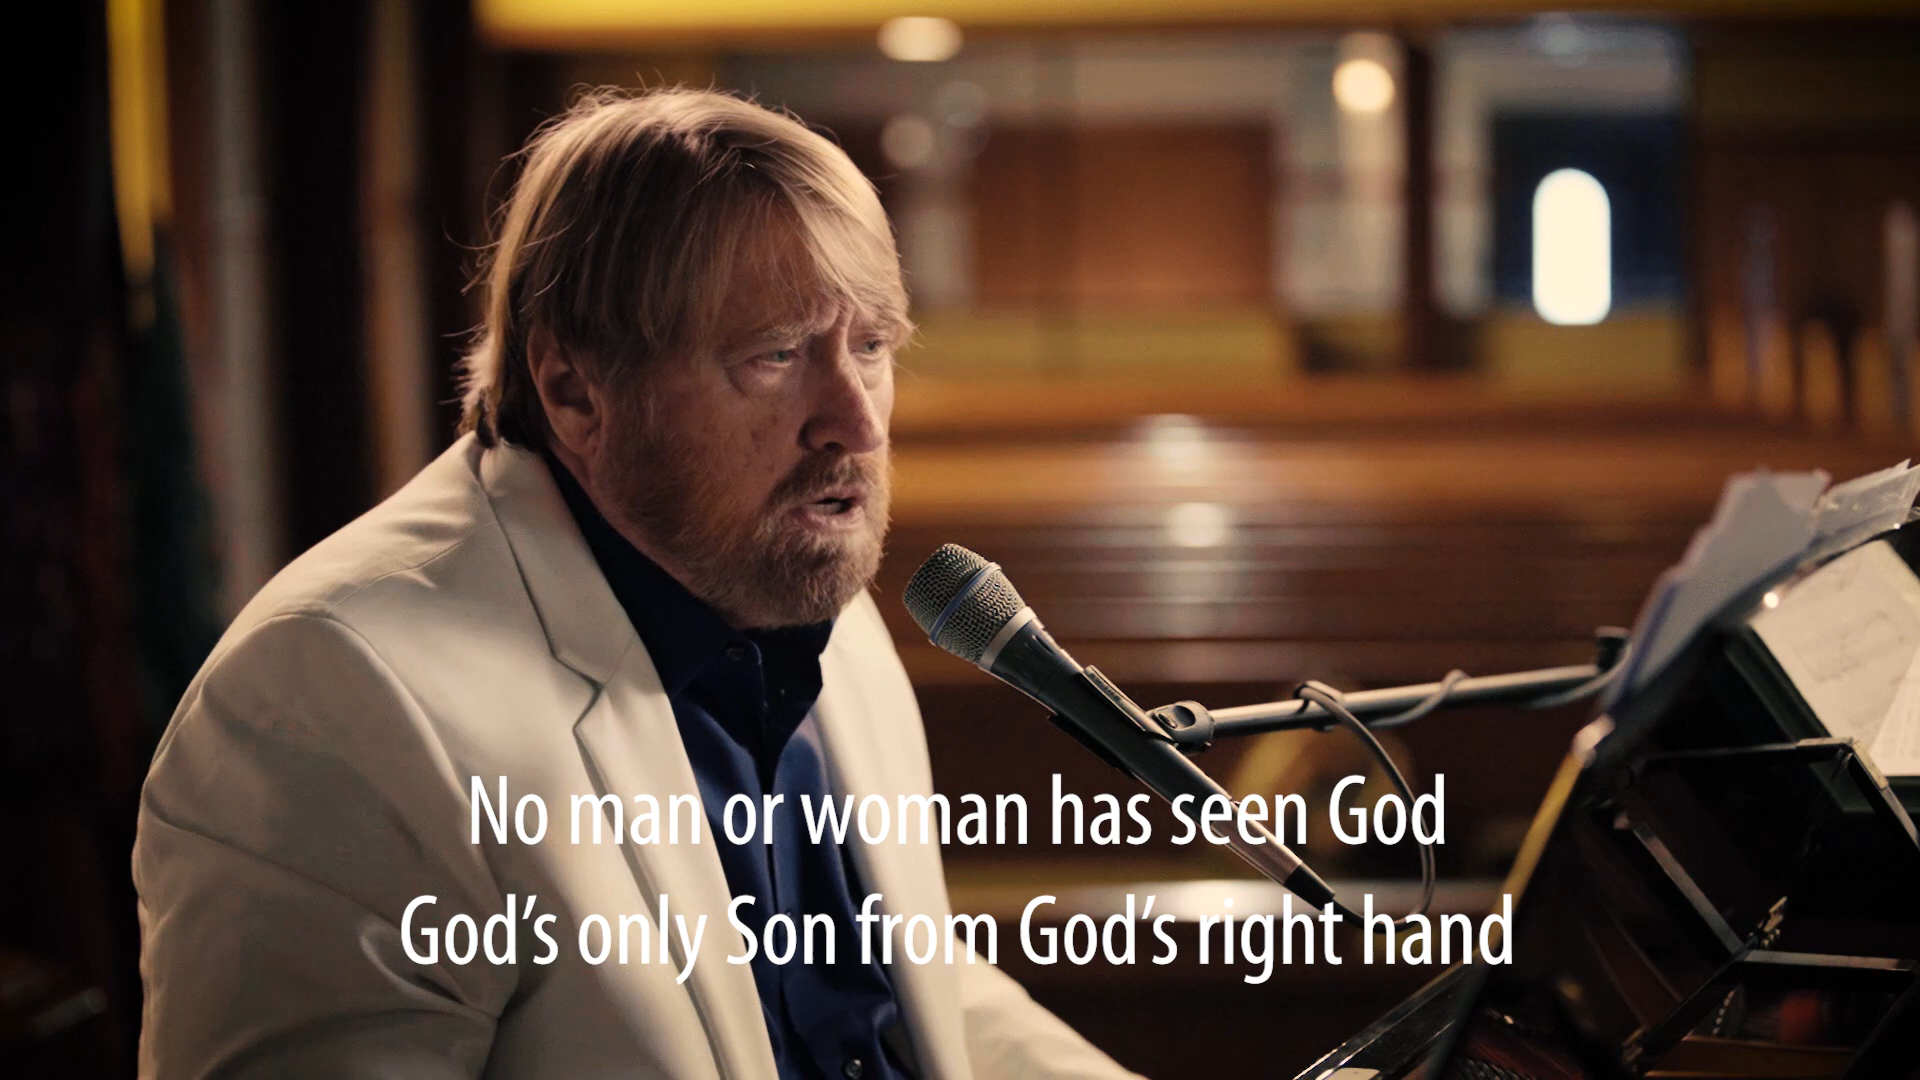 No man or woman has seen God
God’s only Son from God’s right hand